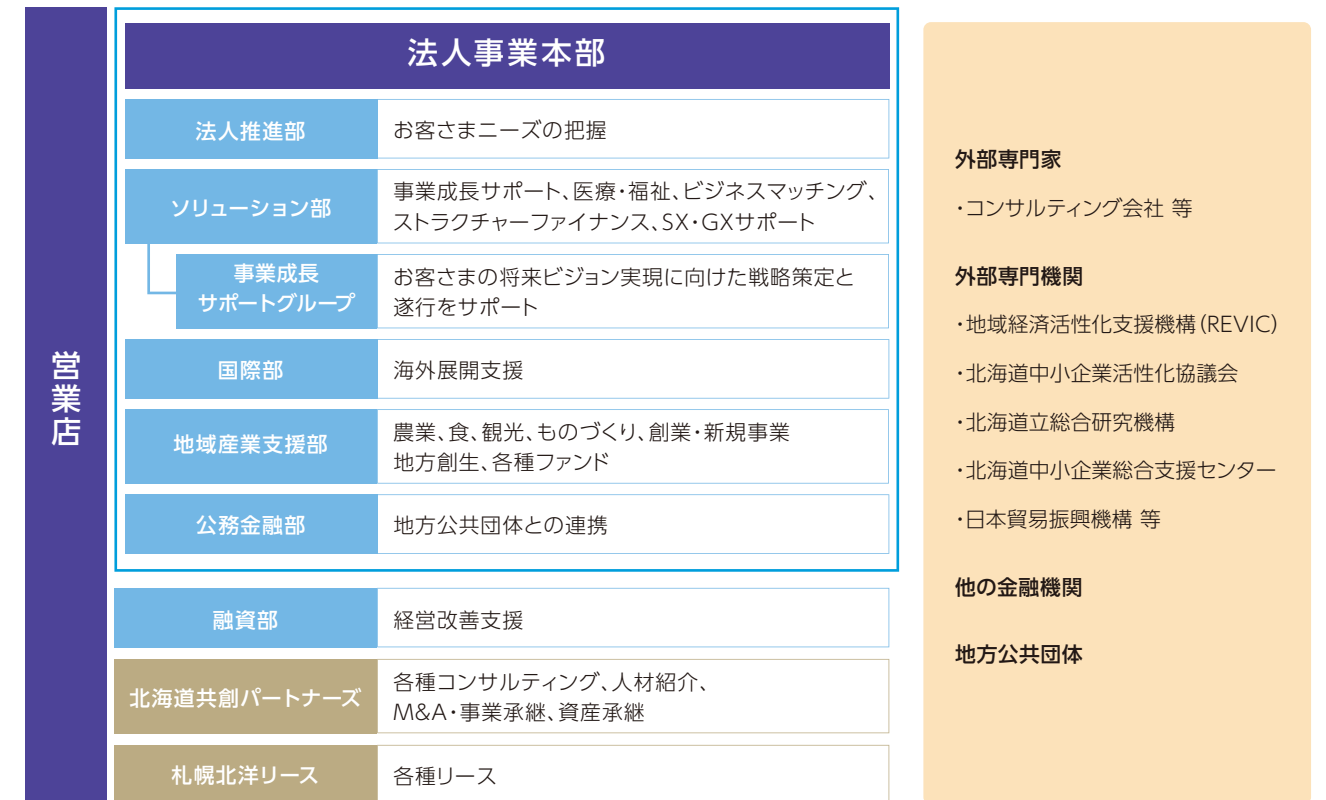 営業店
法人事業本部
法人推進部
お客さまニーズの把握
ソリューション部
事業成長サポート、医療・福祉、ビジネスマッチング、
ストラクチャーファイナンス、SX・GXサポート
事業成長
サポートグループ
お客さまの将来ビジョン実現に向けた戦略策定と
遂行をサポート
国際部
海外展開支援
地域産業支援部
農業、食、観光、ものづくり、創業・新規事業
地方創生、各種ファンド
公務金融部
地方公共団体との連携
融資部
経営改善支援
北海道共創パートナーズ
各種コンサルティング、人材紹介、
M&A・事業承継、資産承継
札幌北洋リース
各種リース
外部専門家
・コンサルティング会社 等
外部専門機関
・地域経済活性化支援機構(REVIC)
・北海道中小企業活性化協議会
・北海道立総合研究機構
・北海道中小企業総合支援センター
・日本貿易振興機構 等
他の金融機関
地方公共団体